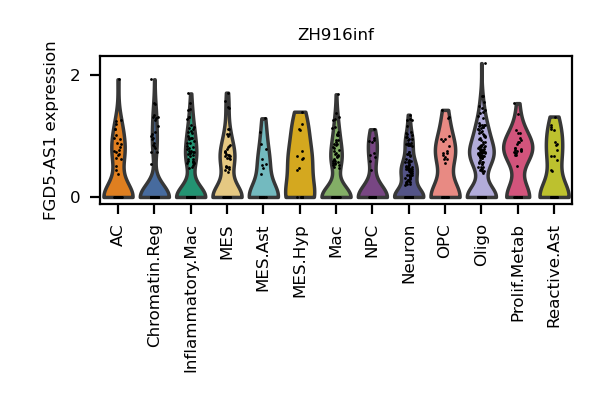 ZH916inf
FGD5-AS1 expression
2
0
AC
Chromatin.Reg
Inflammatory.Mac
MES
MES.Ast
MES.Hyp
Mac
NPC
Neuron
OPC
Oligo
Prolif.Metab
Reactive.Ast